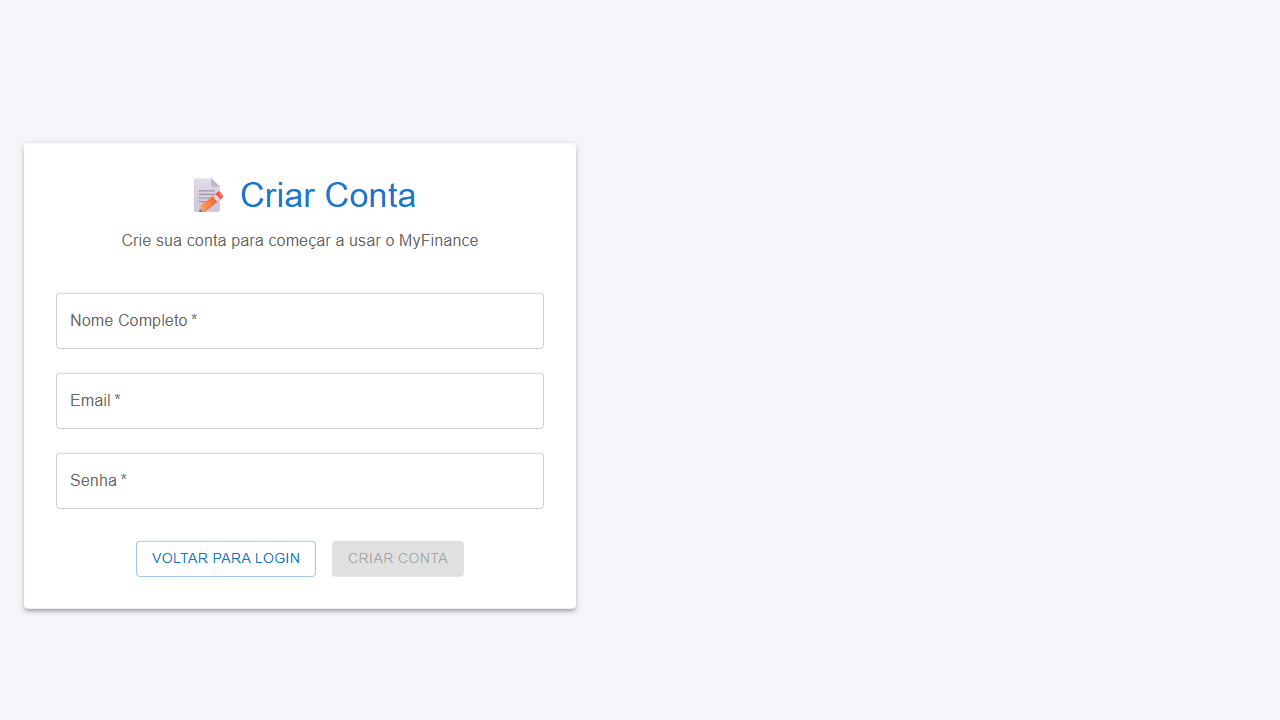 Criar Conta
Crie sua conta para começar a usar o MyFinance
Nome Completo *
Email *
Senha *
VOLTAR PARA LOGIN
CRIAR CONTA